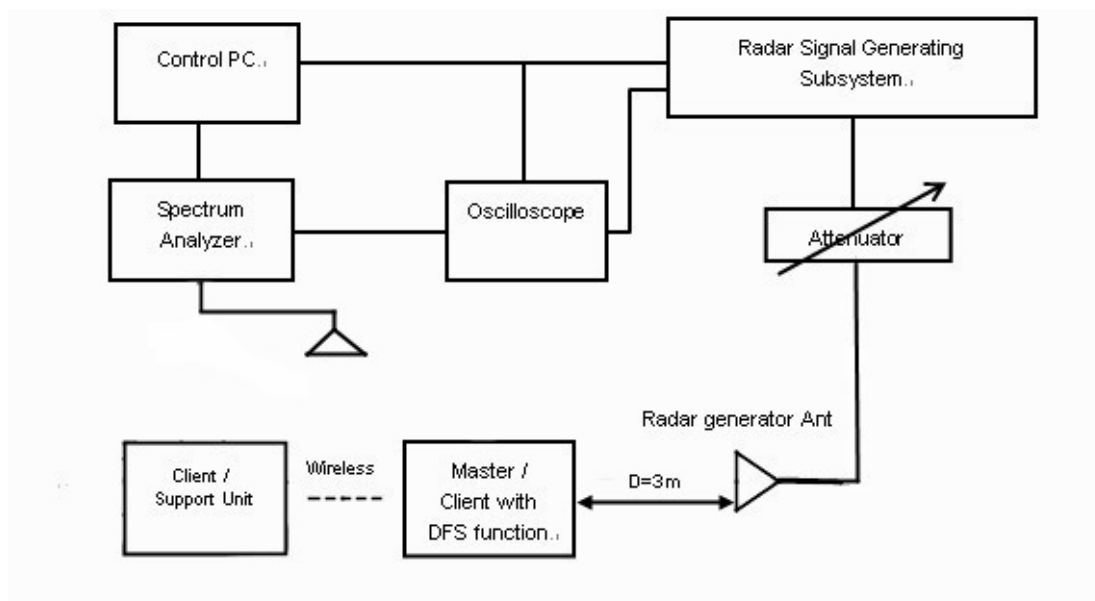 Control PC.
Radar Signal Generating
Subsystem.
Spectrum
Analyzer.
Oscilloscope
Attenuator
Radar generator Ant
Client /
Support Unit
Wireless
Master /
Client with
DFS function.
D=3m